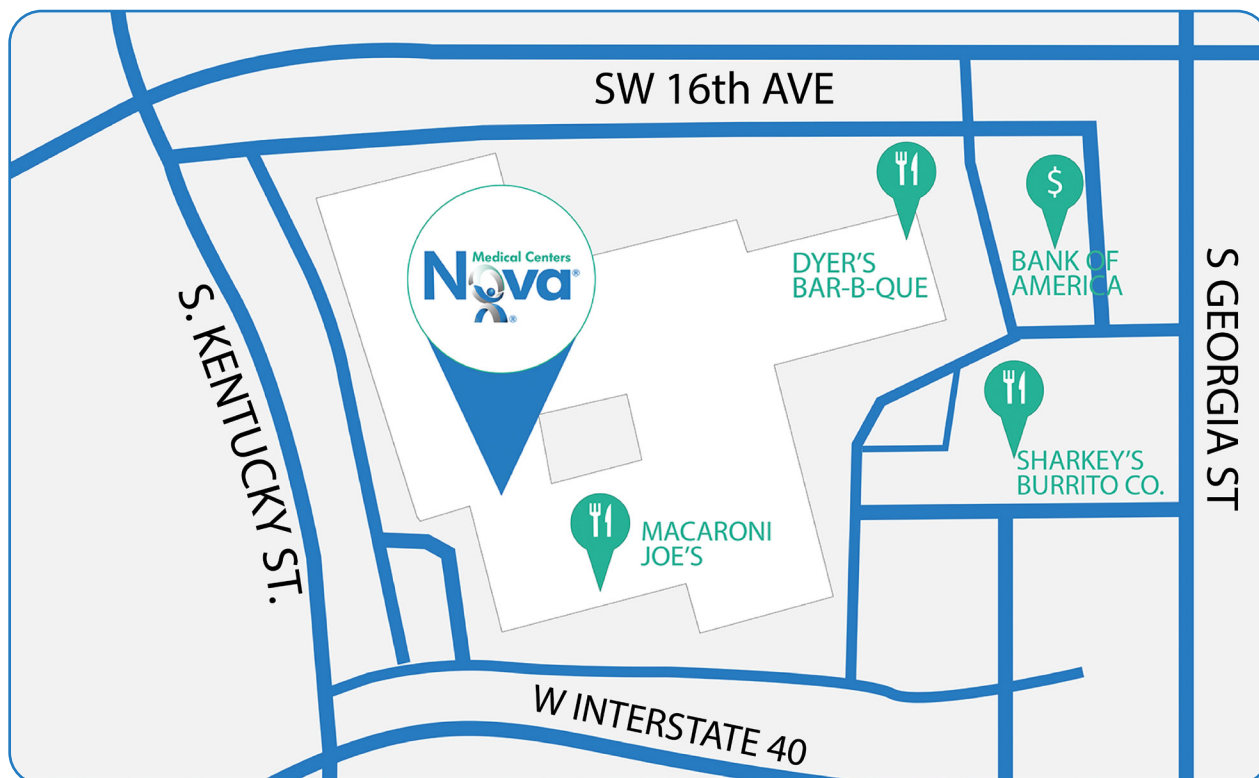 SW 16th AVE
DYER'S
BAR-B-QUE
$
BANK OF
AMERICA
Medical Centers
Nova®
®
S. KENTUCKY ST.
S GEORGIA ST
SHARKEY'S
BURRITO CO.
MACARONI
JOE'S
W INTERSTATE 40